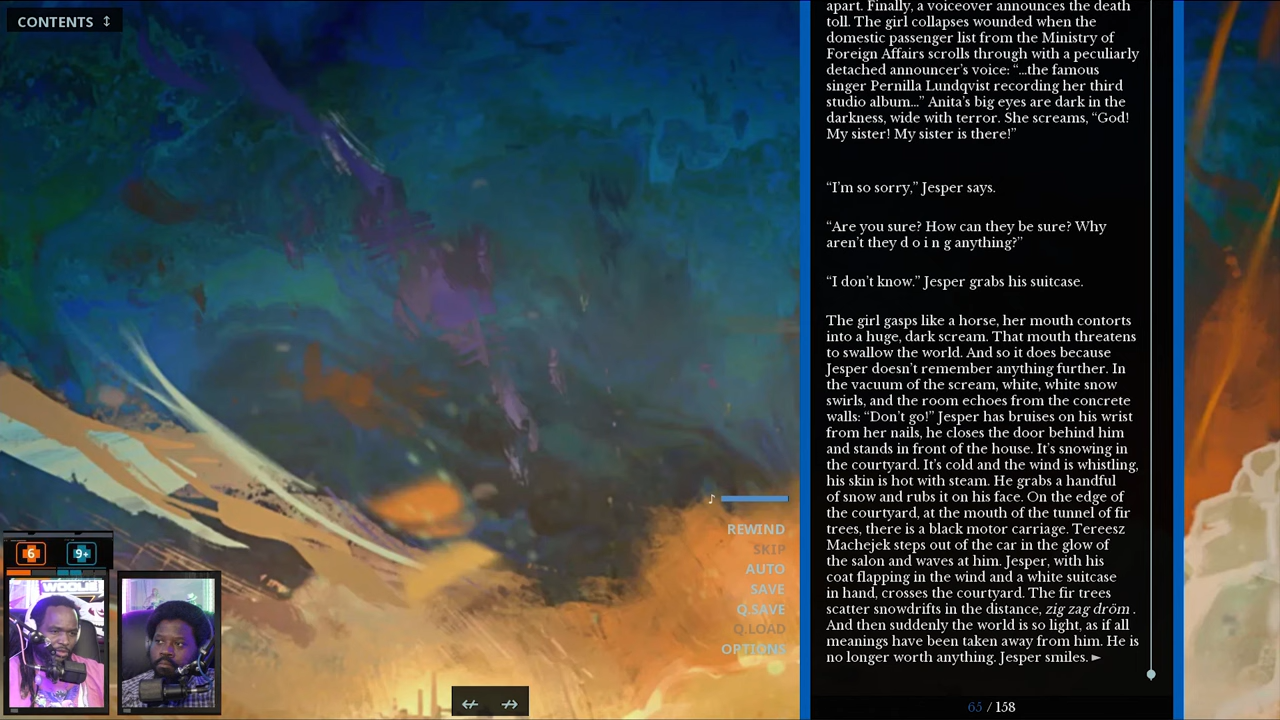 CONTENTS
apart. Finally, a voiceover announces the death
toll. The girl collapses wounded when the
domestic passenger list from the Ministry of
Foreign Affairs scrolls through with a peculiarly
detached announcer’s voice: “...the famous
singer Pernilla Lundqvist recording her third
studio album...” Anita’s big eyes are dark in the
darkness, wide with terror. She screams, “God!
My sister! My sister is there!”
“I’m so sorry,” Jesper says.
“Are you sure? How can they be sure? Why
aren’t they d o i n g anything?”
“I don’t know.” Jesper grabs his suitcase.
The girl gasps like a horse, her mouth contorts
into a huge, dark scream. That mouth threatens
to swallow the world. And so it does because
Jesper doesn’t remember anything further. In
the vacuum of the scream, white, white snow
swirls, and the room echoes from the concrete
walls: “Don’t go!” Jesper has bruises on his wrist
from her nails, he closes the door behind him
and stands in front of the house. It’s snowing in
the courtyard. It’s cold and the wind is whistling,
his skin is hot with steam. He grabs a handful
of snow and rubs it on his face. On the edge of
the courtyard, at the mouth of the tunnel of fir
trees, there is a black motor carriage. Tereesz
Machejek steps out of the car in the glow of
the salon and waves at him. Jesper, with his
coat flapping in the wind and a white suitcase
in hand, crosses the courtyard. The fir trees
scatter snowdrifts in the distance, zig zag dröm .
And then suddenly the world is so light, as if all
meanings have been taken away from him. He is
no longer worth anything. Jesper smiles.
65 / 158
REWIND
SKIP
AUTO
SAVE
Q.SAVE
Q.LOAD
OPTIONS
6
9+